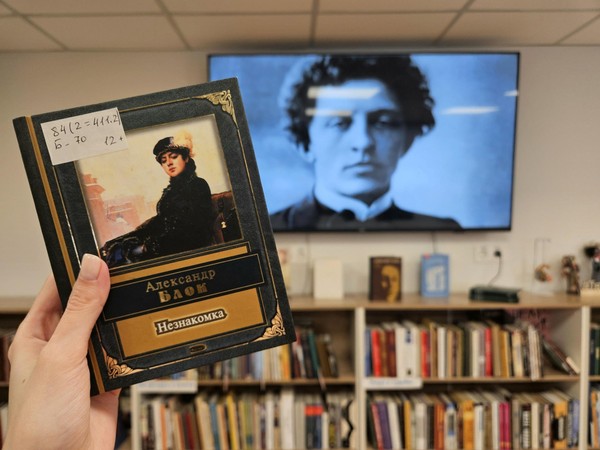 84(2=411.2)
Б-70 12+
Александр
Блок
Незнакомка